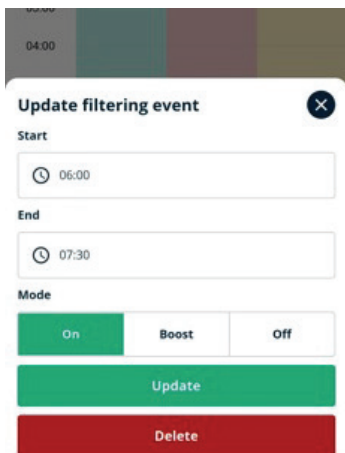 04:00
Update filtering event
Start
06:00
End
07:30
Mode
On Boost Off
Update
Delete